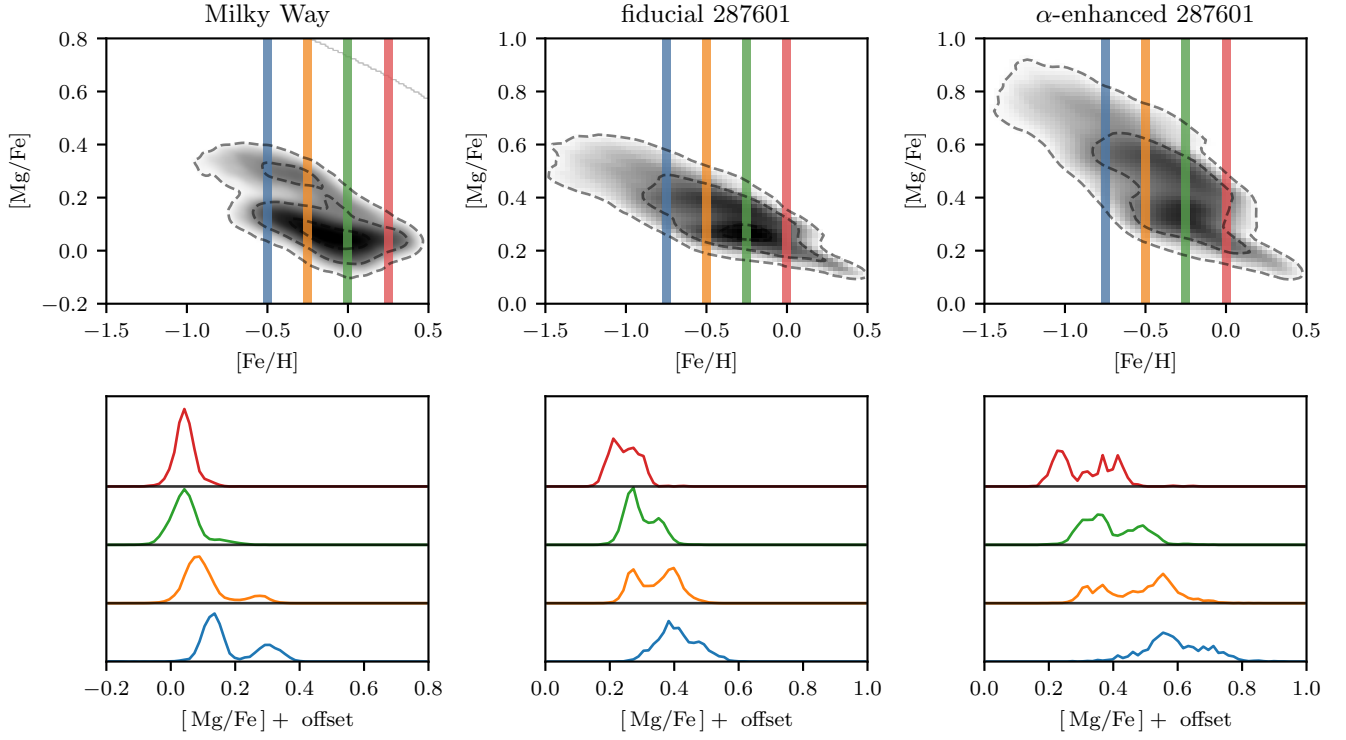 Milky Way
fiducial 287601
α-enhanced 287601
[Mg/Fe]
0.8
0.6
0.4
0.2
0.0
−0.2
−1.5 −1.0 −0.5 0.0 0.5
[Fe/H]
[Mg/Fe]
1.0
0.8
0.6
0.4
0.2
0.0
−1.5 −1.0 −0.5 0.0 0.5
[Fe/H]
[Mg/Fe]
1.0
0.8
0.6
0.4
0.2
0.0
−1.5 −1.0 −0.5 0.0 0.5
[Fe/H]
−0.2 0.0 0.2 0.4 0.6 0.8
[Mg/Fe] + offset
0.0 0.2 0.4 0.6 0.8 1.0
[Mg/Fe] + offset
0.0 0.2 0.4 0.6 0.8 1.0
[Mg/Fe] + offset